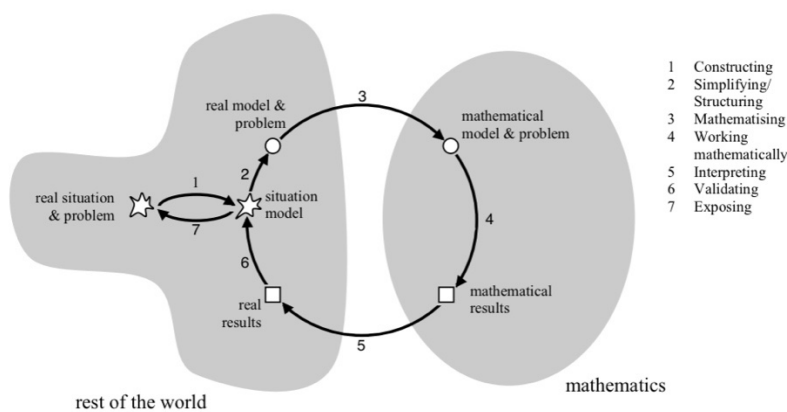 real model &
problem
3
mathematical
model & problem
2
real situation
& problem
1
7
situation
model
4
6
real
results
mathematical
results
5
rest of the world
mathematics
1 Constructing
2 Simplifying/
Structuring
3 Mathematising
4 Working
mathematically
5 Interpreting
6 Validating
7 Exposing